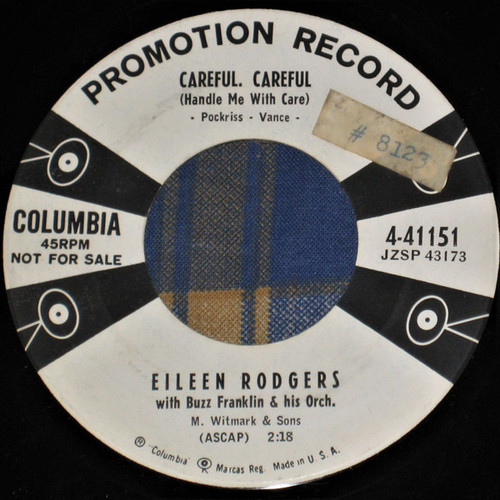 PROMOTION RECORD
CAREFUL. CAREFUL
(Handle Me With Care)
- Pockriss - Vance -
# 8123
COLUMBIA
45RPM
NOT FOR SALE
4-41151
JZSP 43173
EILEEN RODGERS
with Buzz Franklin & his Orch.
M. Witmark & Sons
(ASCAP) 2:18
® "Columbia" Marcas Reg. Made in U. S. A.